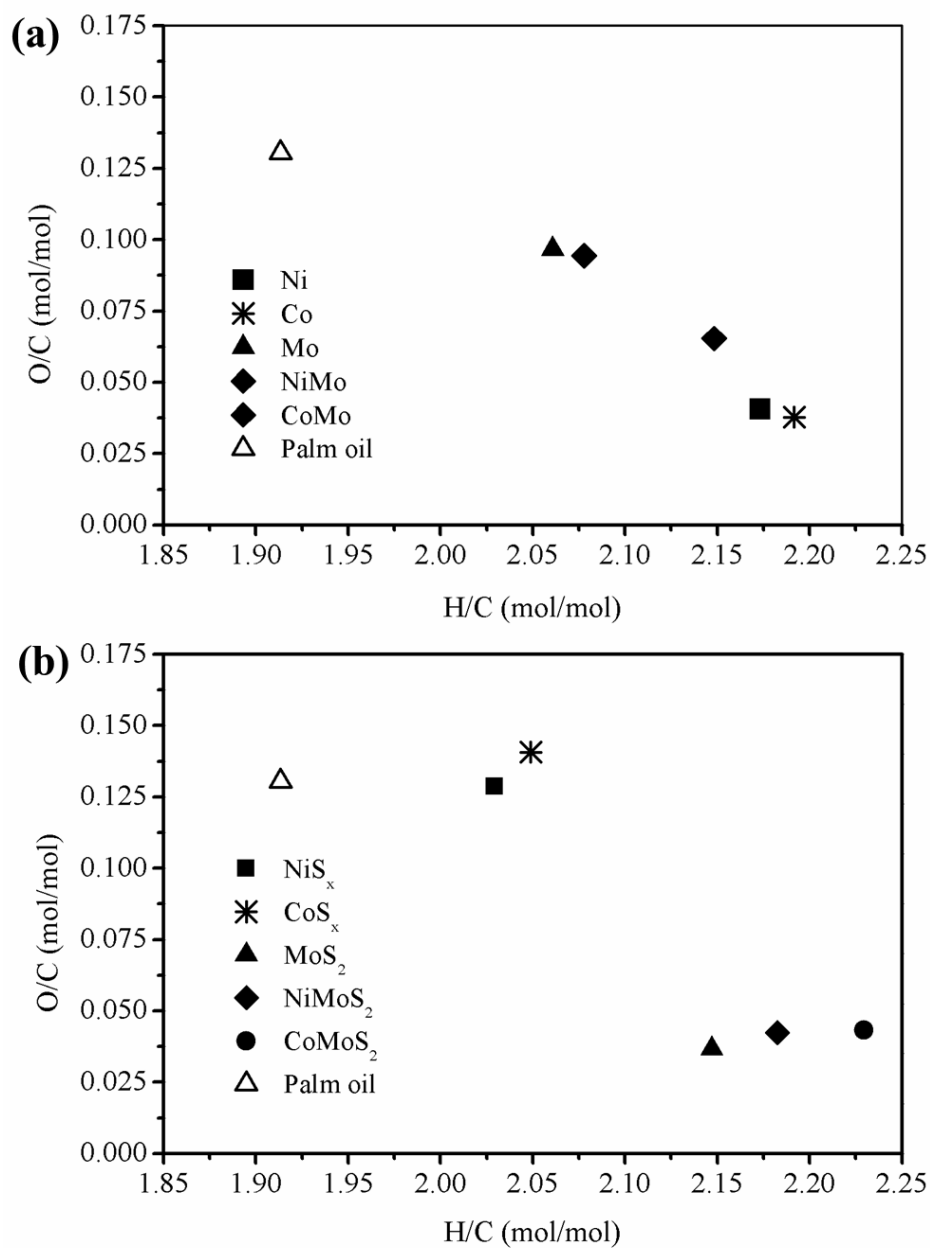 (a)
0.175
0.150
0.125
0.100
0.075
0.050
0.025
0.000
O/C (mol/mol)
Ni
Co
Mo
NiMo
CoMo
Palm oil
1.85 1.90 1.95 2.00 2.05 2.10 2.15 2.20 2.25
H/C (mol/mol)
(b)
0.175
0.150
0.125
0.100
0.075
0.050
0.025
0.000
O/C (mol/mol)
NiSₓ
CoSₓ
MoS₂
NiMoS₂
CoMoS₂
Palm oil
1.85 1.90 1.95 2.00 2.05 2.10 2.15 2.20 2.25
H/C (mol/mol)